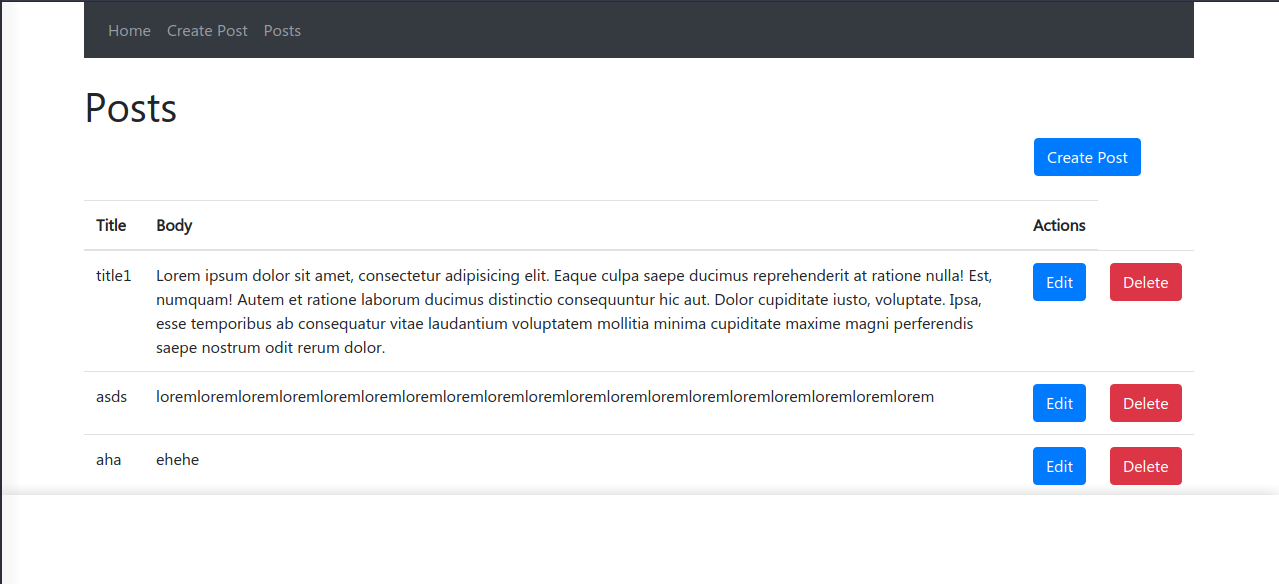 Home Create Post Posts
Posts
Create Post
Title Body Actions
title1 Lorem ipsum dolor sit amet, consectetur adipisicing elit. Eaque culpa saepe ducimus reprehenderit at ratione nulla! Est, Edit Delete
numquam! Autem et ratione laborum ducimus distinctio consequuntur hic aut. Dolor cupiditate iusto, voluptate. Ipsa,
esse temporibus ab consequatur vitae laudantium voluptatem mollitia minima cupiditate maxime magni perferendis
saepe nostrum odit rerum dolor.
asds loremloremloremloremloremloremloremloremloremloremloremloremloremloremloremloremloremloremlorem Edit Delete
aha ehehe Edit Delete